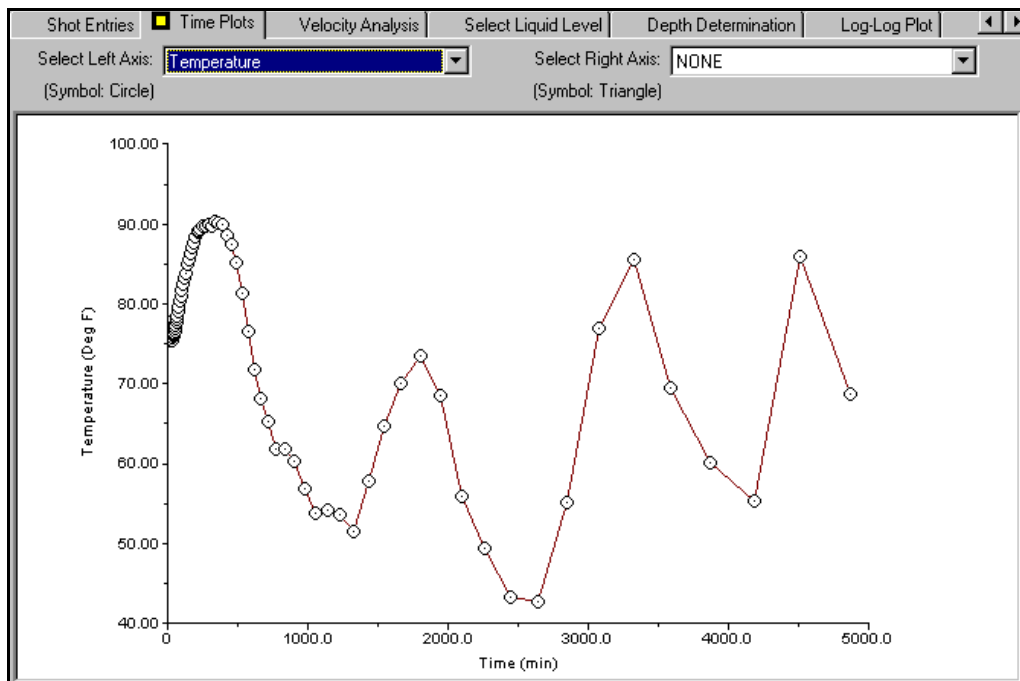 Shot Entries Time Plots Velocity Analysis Select Liquid Level Depth Determination Log-Log Plot
Select Left Axis: Temperature Select Right Axis: NONE
(Symbol: Circle) (Symbol: Triangle)
100.00
90.00
80.00
70.00
60.00
50.00
40.00
Temperature (Deg F)
0 1000.0 2000.0 3000.0 4000.0 5000.0
Time (min)